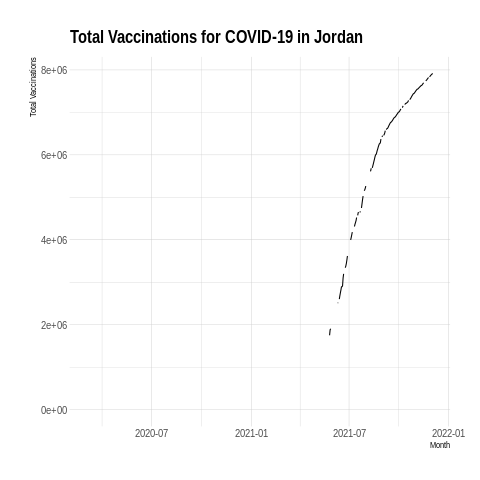 Total Vaccinations for COVID-19 in Jordan
Total Vaccinations
8e+06
6e+06
4e+06
2e+06
0e+00
2020-07
2021-01
2021-07
2022-01
Month